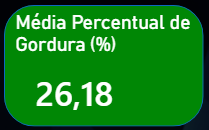 Média Percentual de
Gordura (%)
26,18